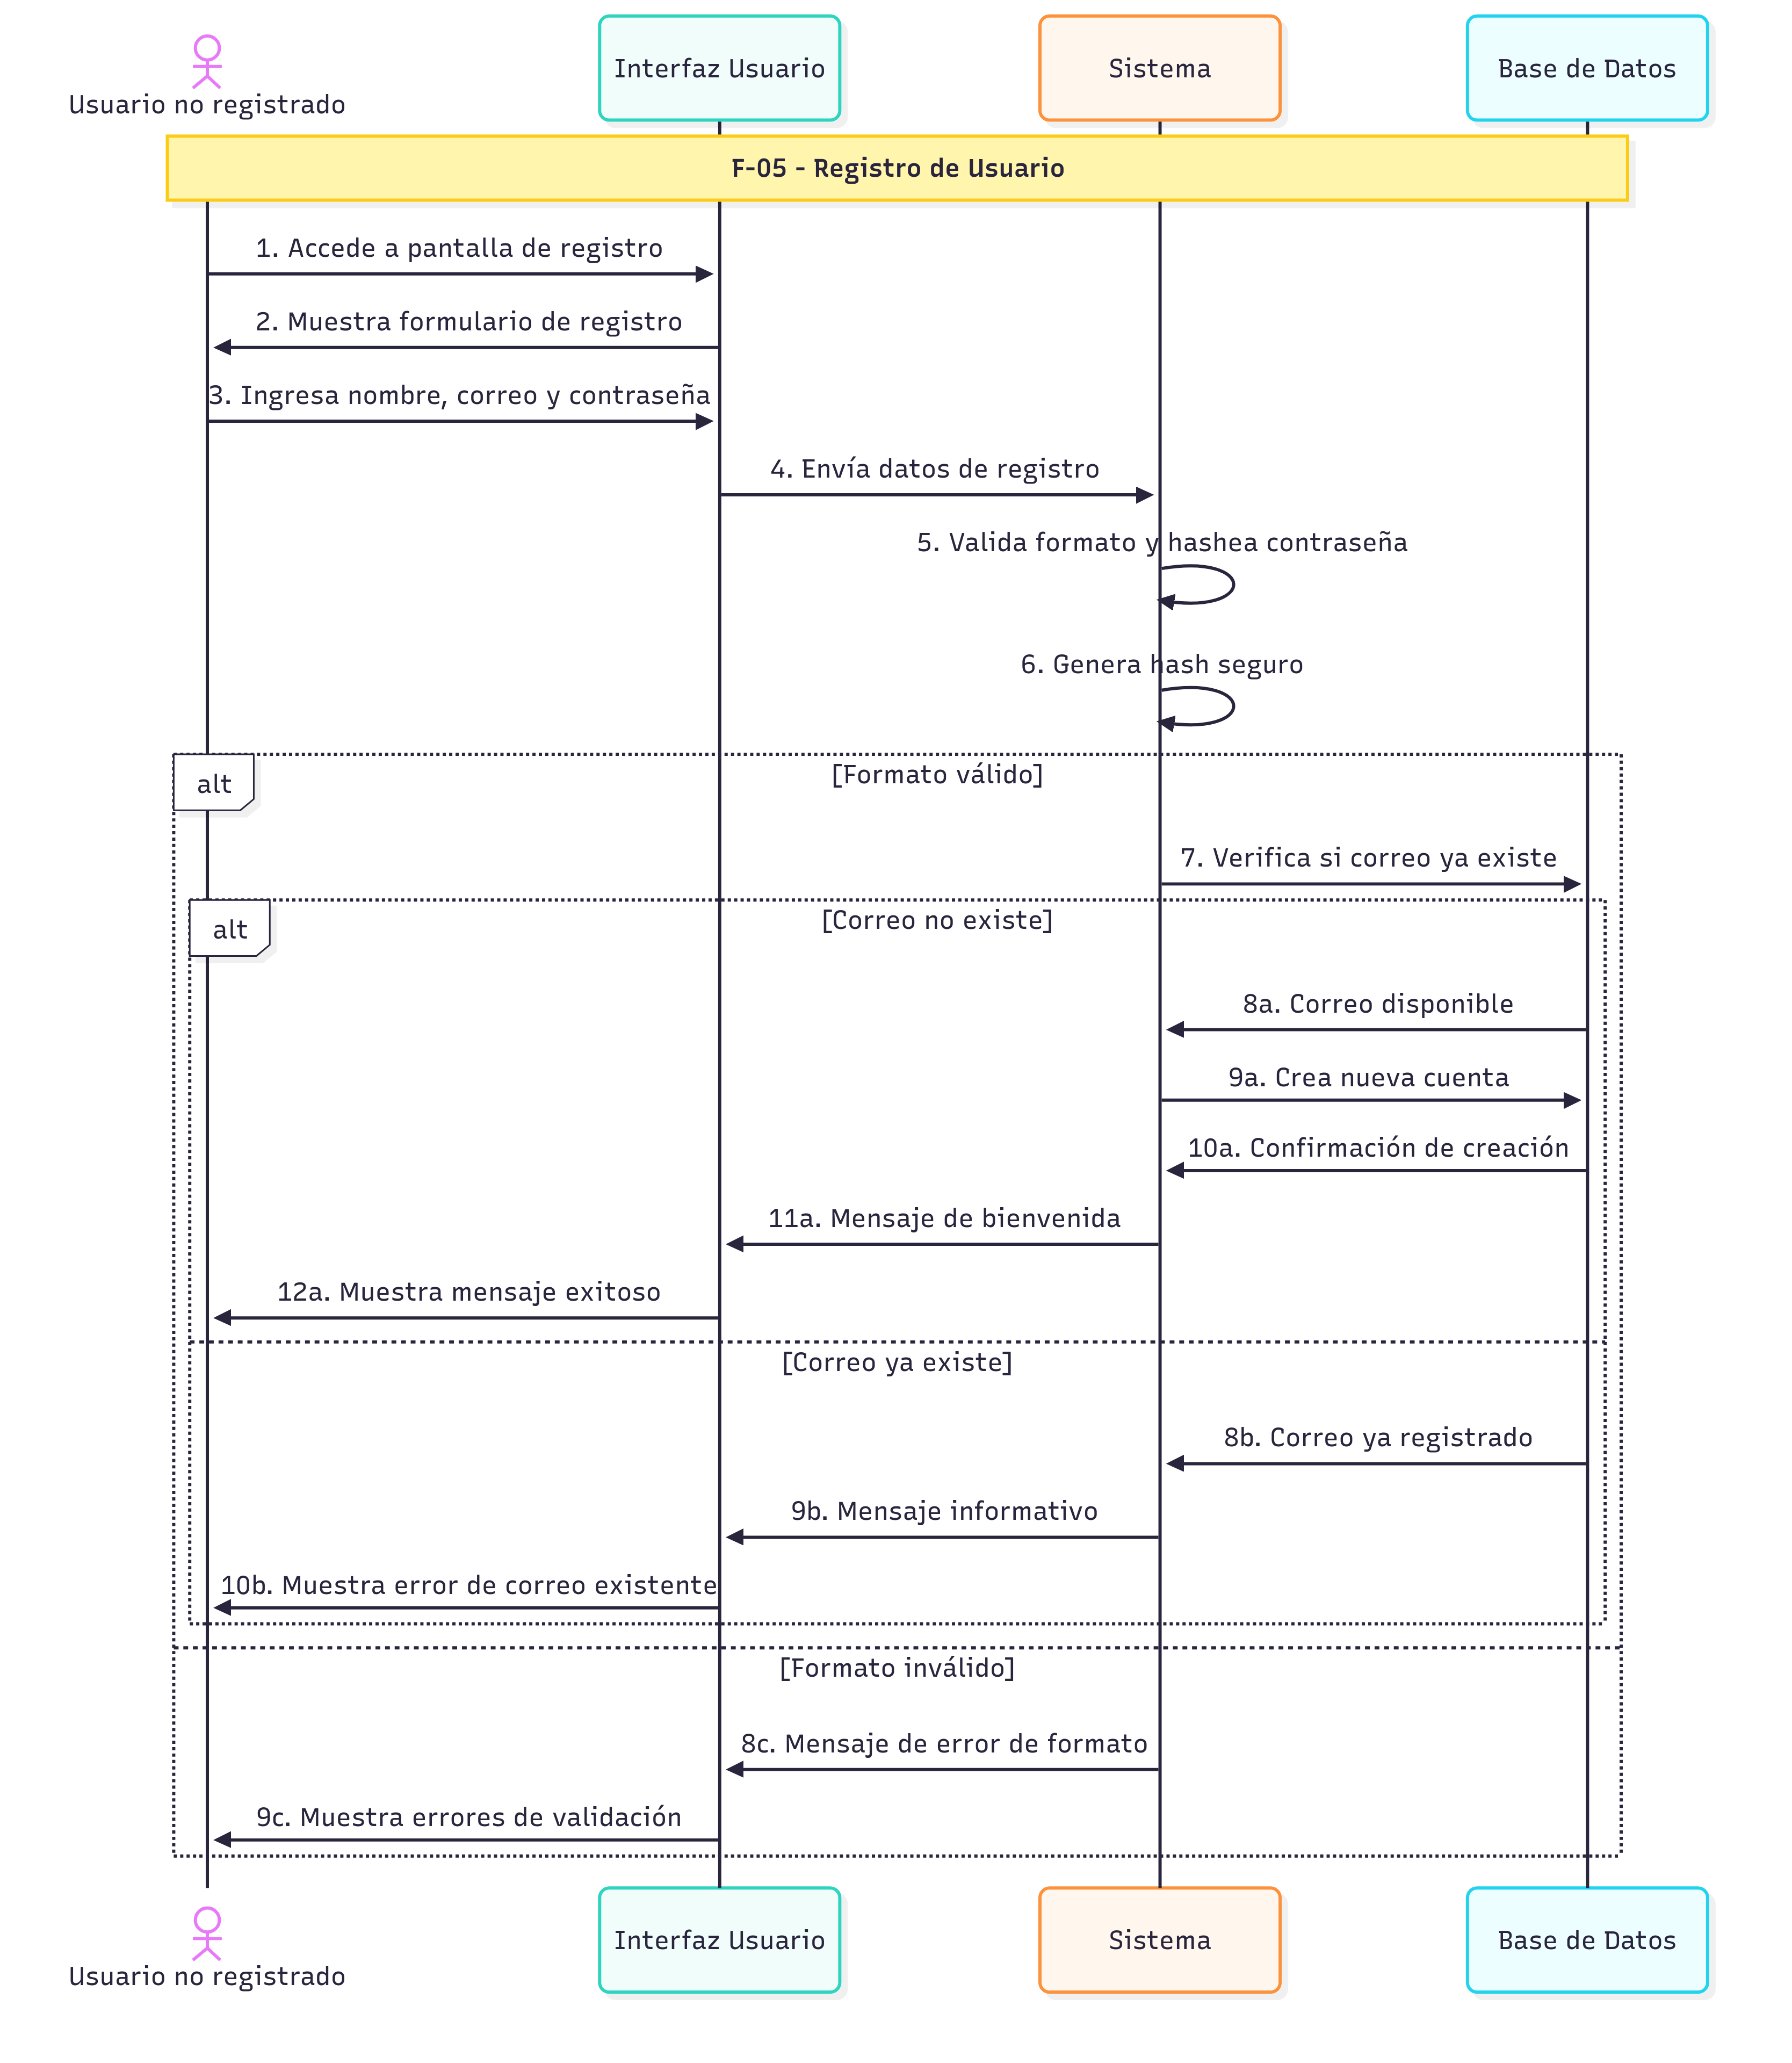 Usuario no registrado
Interfaz Usuario
Sistema
Base de Datos
F-05 - Registro de Usuario
1. Accede a pantalla de registro
2. Muestra formulario de registro
3. Ingresa nombre, correo y contraseña
4. Envía datos de registro
5. Valida formato y hashea contraseña
6. Genera hash seguro
alt
[Formato válido]
7. Verifica si correo ya existe
alt
[Correo no existe]
8a. Correo disponible
9a. Crea nueva cuenta
10a. Confirmación de creación
11a. Mensaje de bienvenida
12a. Muestra mensaje exitoso
[Correo ya existe]
8b. Correo ya registrado
9b. Mensaje informativo
10b. Muestra error de correo existente
[Formato inválido]
8c. Mensaje de error de formato
9c. Muestra errores de validación
Usuario no registrado
Interfaz Usuario
Sistema
Base de Datos